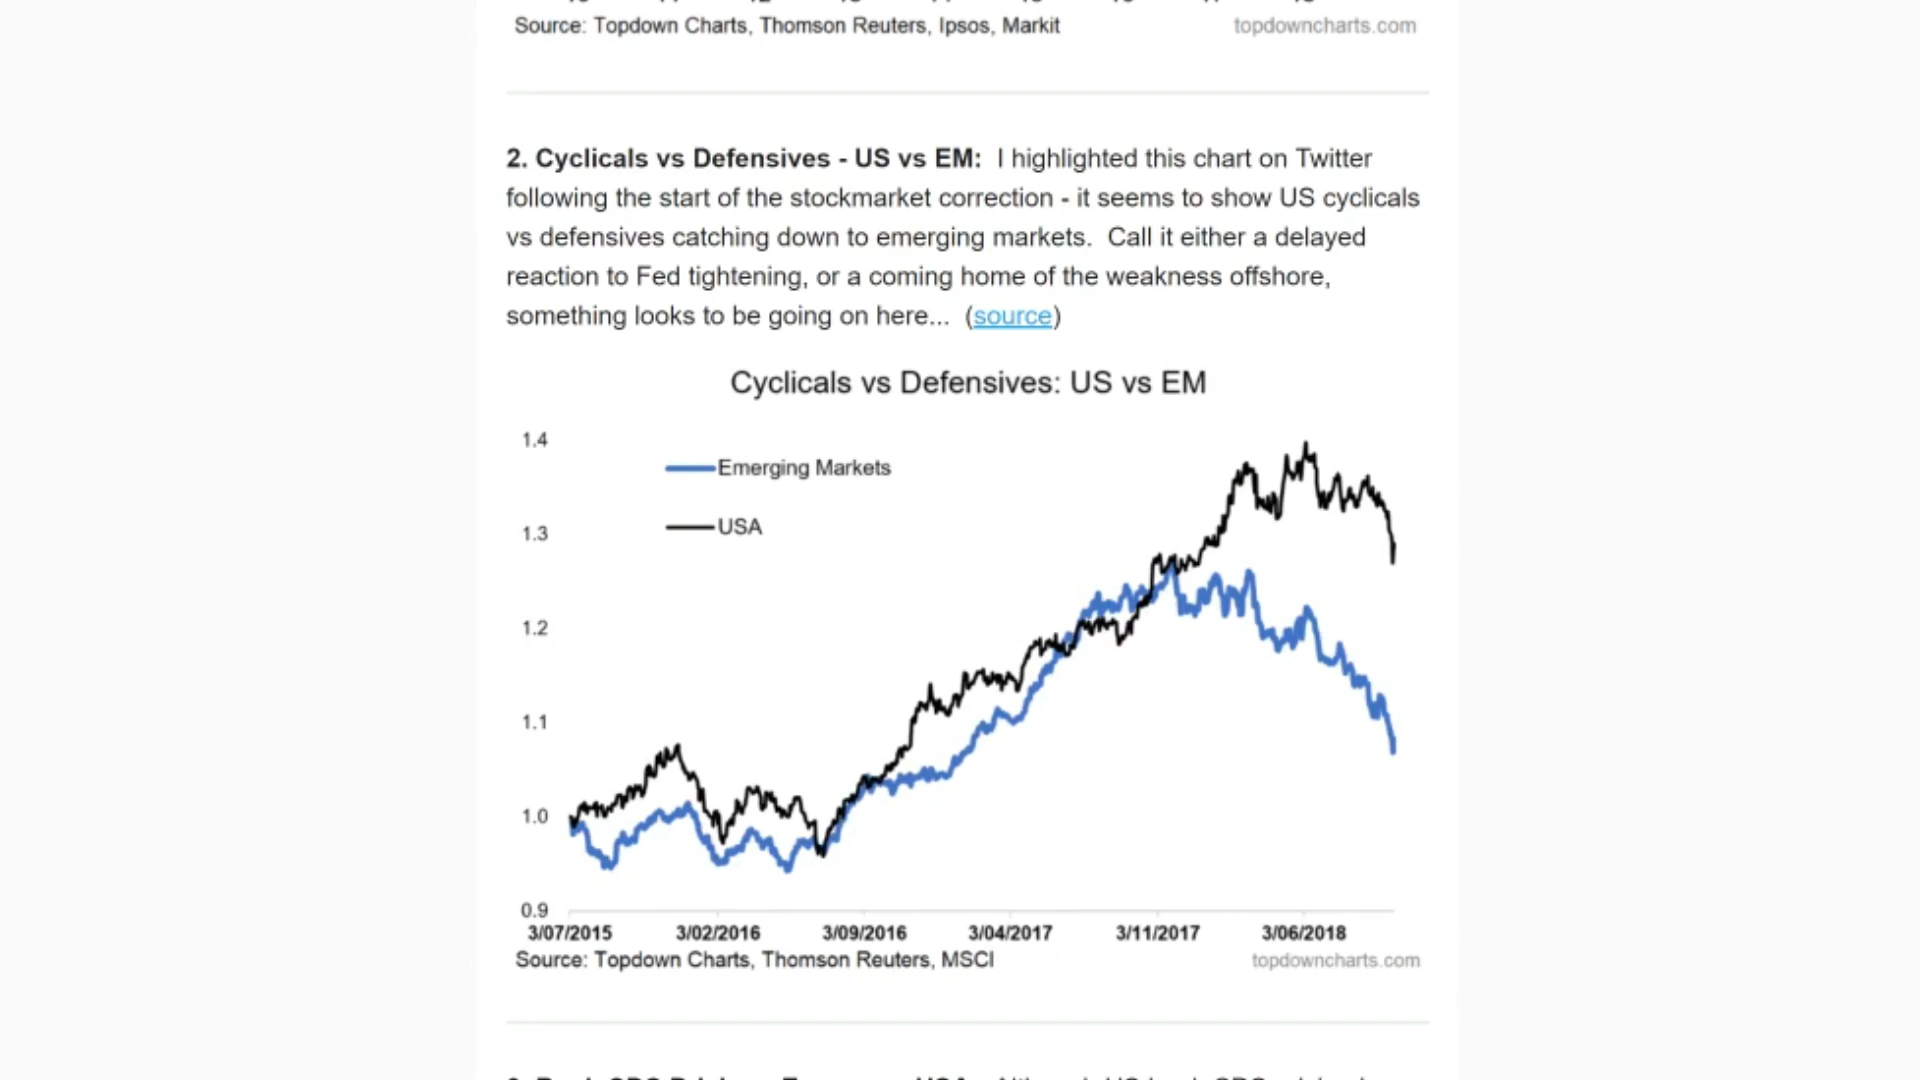 Source: Topdown Charts, Thomson Reuters, Ipsos, Markit topdowncharts.com
2. Cyclicals vs Defensives - US vs EM: I highlighted this chart on Twitter
following the start of the stockmarket correction - it seems to show US cyclicals
vs defensives catching down to emerging markets. Call it either a delayed
reaction to Fed tightening, or a coming home of the weakness offshore,
something looks to be going on here... (source)
Cyclicals vs Defensives: US vs EM
1.4
Emerging Markets
USA
1.3
1.2
1.1
1.0
0.9
3/07/2015 3/02/2016 3/09/2016 3/04/2017 3/11/2017 3/06/2018
Source: Topdown Charts, Thomson Reuters, MSCI topdowncharts.com